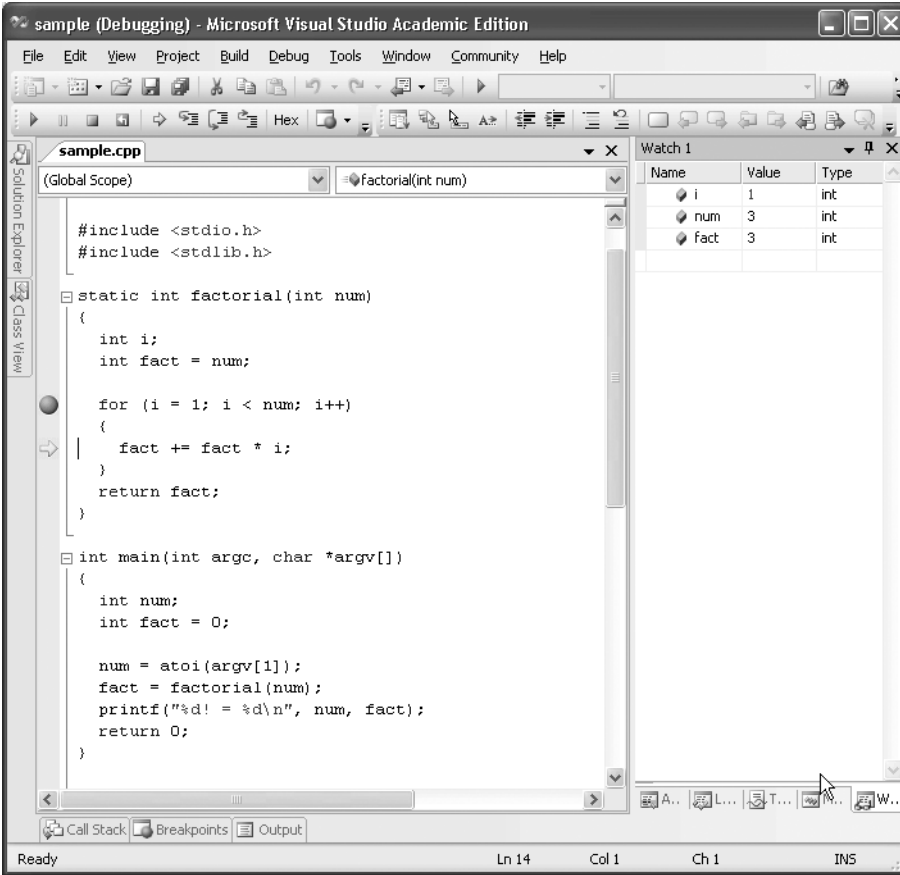 sample (Debugging) - Microsoft Visual Studio Academic Edition
File Edit View Project Build Debug Tools Window Community Help
Hex
Solution Explorer
Class View
sample.cpp
(Global Scope) factorial(int num)
#include <stdio.h>
#include <stdlib.h>
static int factorial(int num)
{
int i;
int fact = num;
for (i = 1; i < num; i++)
{
fact += fact * i;
}
return fact;
}
int main(int argc, char *argv[])
{
int num;
int fact = 0;
num = atoi(argv[1]);
fact = factorial(num);
printf("%d! = %d\n", num, fact);
return 0;
}
Watch 1
Name Value Type
i 1 int
num 3 int
fact 3 int
A... L... T... W...
Call Stack Breakpoints Output
Ready Ln 14 Col 1 Ch 1 INS